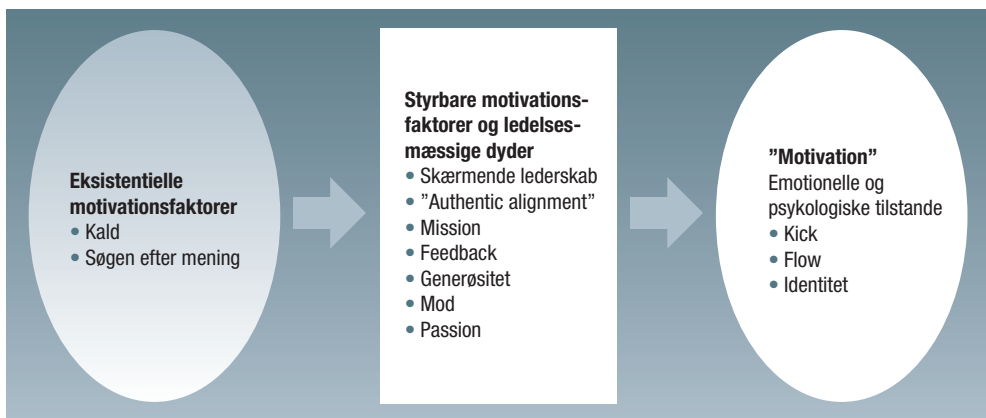 Eksistentielle
motivationsfaktorer
• Kald
• Søgen efter mening
Styrbare motivations-
faktorer og ledelses-
mæssige dyder
• Skærmende lederskab
• ”Authentic alignment”
• Mission
• Feedback
• Generøsitet
• Mod
• Passion
”Motivation”
Emotionelle og
psykologiske tilstande
• Kick
• Flow
• Identitet